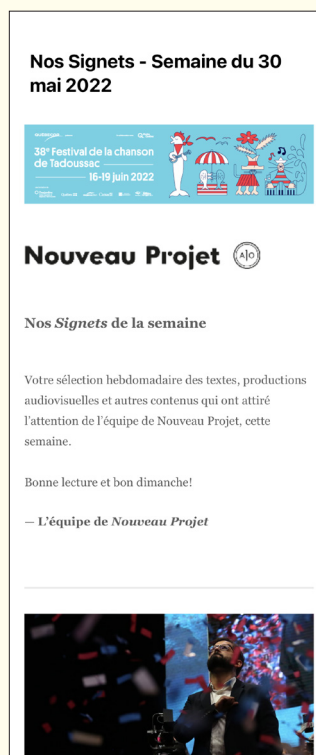 Nos Signets - Semaine du 30
mai 2022
38e Festival de la chanson
de Tadoussac
16-19 juin 2022
Nouveau Projet
A|O
Nos Signets de la semaine
Votre sélection hebdomadaire des textes, productions
audiovisuelles et autres contenus qui ont attiré
l'attention de l'équipe de Nouveau Projet, cette
semaine.
Bonne lecture et bon dimanche!
— L'équipe de Nouveau Projet